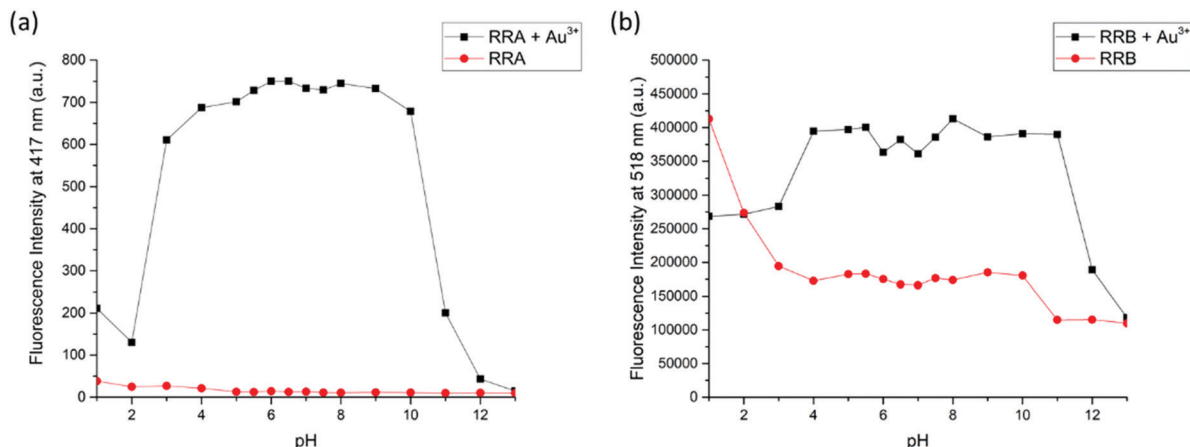 (a)
RRA + Au³⁺
RRA
800
700
600
500
400
300
200
100
0
Fluorescence Intensity at 417 nm (a.u.)
2 4 6 8 10 12
pH
(b)
RRB + Au³⁺
RRB
500000
450000
400000
350000
300000
250000
200000
150000
100000
50000
0
Fluorescence Intensity at 518 nm (a.u.)
2 4 6 8 10 12
pH